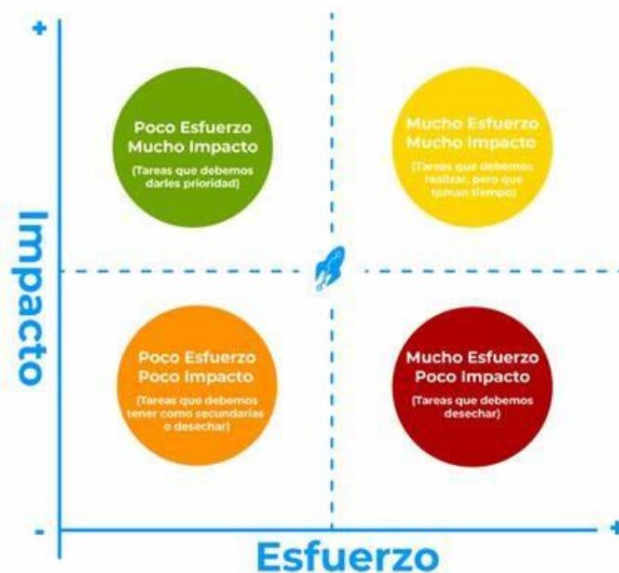 +
Poco Esfuerzo
Mucho Impacto
(Tareas que debemos
darles prioridad)
Mucho Esfuerzo
Mucho Impacto
(Tareas que debemos
realizar, pero que
toman tiempo)
Impacto
Poco Esfuerzo
Poco Impacto
(Tareas que debemos
tener como secundarias
o desechar)
Mucho Esfuerzo
Poco Impacto
(Tareas que debemos
desechar)
-
+
Esfuerzo